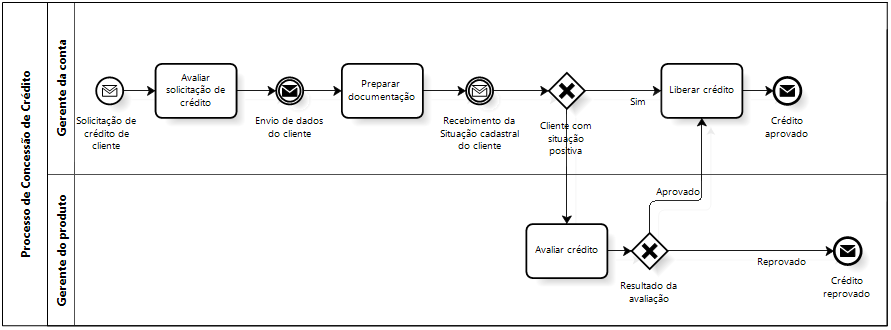 Processo de Concessão de Crédito
Gerente da conta
Solicitação de
crédito de
cliente
Avaliar
solicitação de
crédito
Envio de dados
do cliente
Preparar
documentação
Recebimento da
Situação cadastral
do cliente
Cliente com
situação
positiva
Sim
Liberar crédito
Crédito
aprovado
Gerente do produto
Avaliar crédito
Resultado da
avaliação
Aprovado
Reprovado
Crédito
reprovado